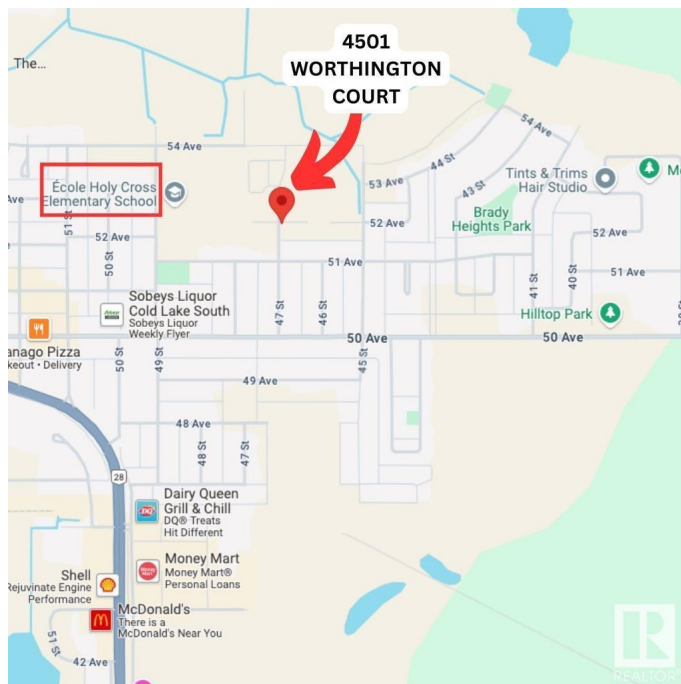 4501
WORTHINGTON
COURT
The...
54 Ave
54 Ave
44 St
Tints & Trims
Hair Studio
M
École Holy Cross
Elementary School
Ave
51 St
53 Ave
43 St
52 Ave
Brady
Heights Park
52 Ave
52 Ave
50 St
51 Ave
51 Ave
41 St
40 St
Sobeys Liquor
Cold Lake South
Sobeys Liquor
Weekly Flyer
47 St
46 St
Hilltop Park
50 Ave
50 Ave
anago Pizza
keout • Delivery
50 St
49 St
45 St
49 Ave
48 Ave
48 St
47 St
28
Dairy Queen
Grill & Chill
DQ® Treats
Hit Different
DQ
Money Mart
Money Mart®
Personal Loans
Shell
Rejuvinate Engine
Performance
McDonald's
There is a
McDonald's Near You
51 St
42 Ave
R
REALTOR